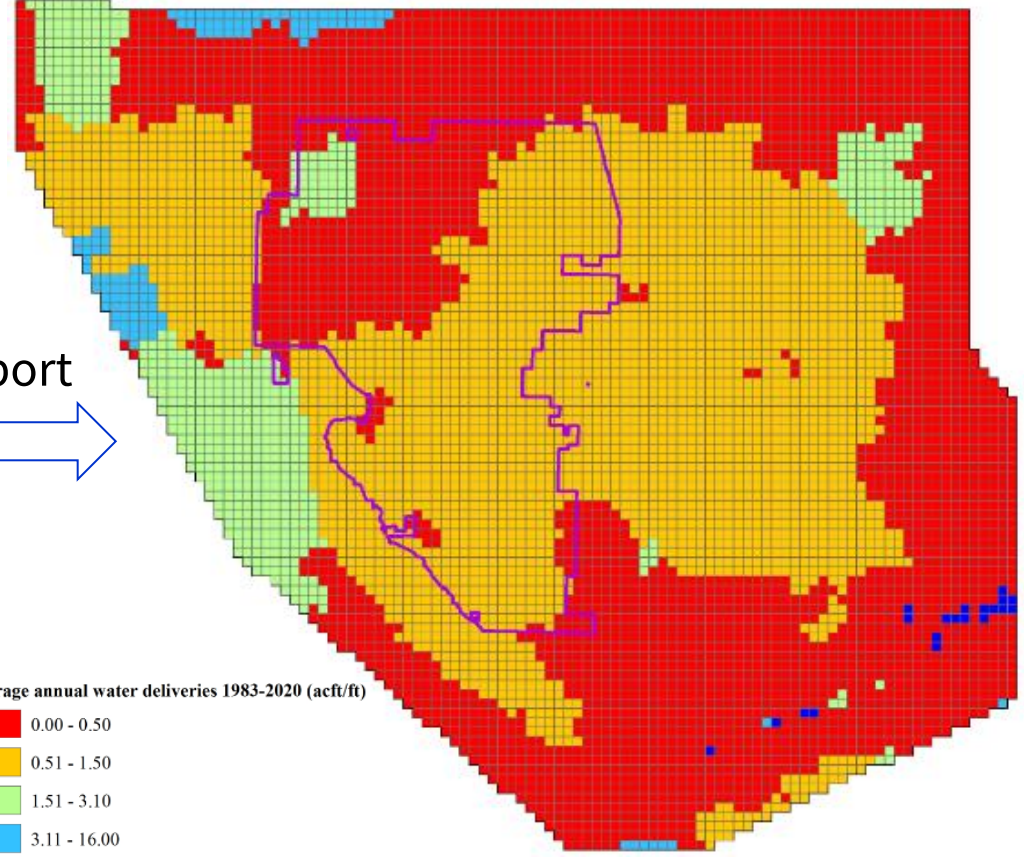 port
rage annual water deliveries 1983-2020 (acft/ft)
0.00 - 0.50
0.51 - 1.50
1.51 - 3.10
3.11 - 16.00